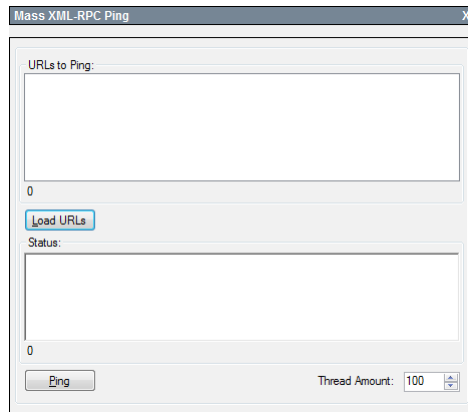 Mass XML-RPC Ping X
URLs to Ping:
0
Load URLs
Status:
0
Ping Thread Amount: 100